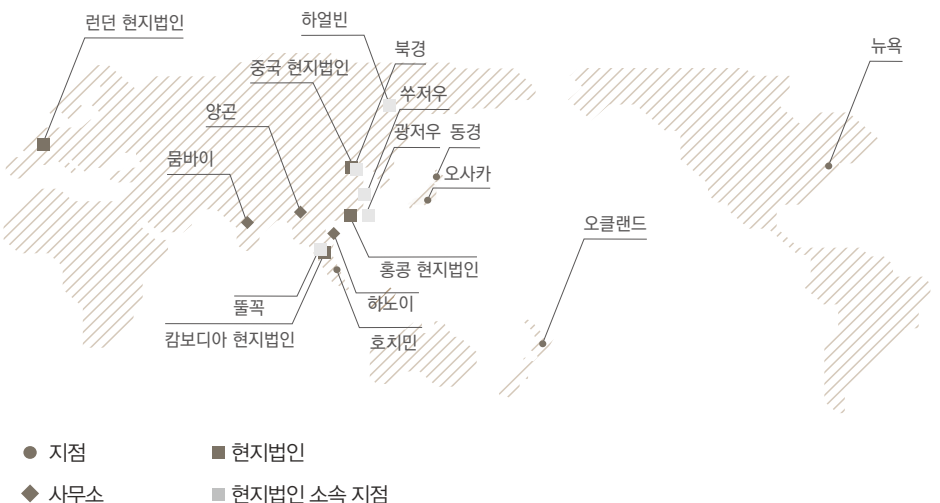 런던 현지법인
하얼빈
북경
뉴욕
중국 현지법인
쑤저우
양곤
광저우
동경
뭄바이
오사카
오클랜드
홍콩 현지법인
뚤꼭
하노이
캄보디아 현지법인
호치민
지점
현지법인
사무소
현지법인 소속 지점